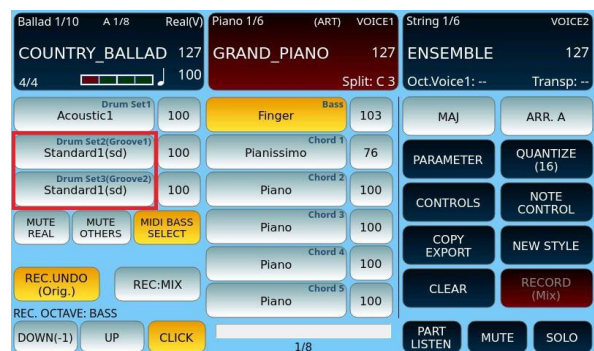 Ballad 1/10 A 1/8 Real(V)
COUNTRY_BALLAD 127
4/4 100
Piano 1/6 (ART) VOICE1
GRAND_PIANO 127
Split: C 3
String 1/6 VOICE2
ENSEMBLE 127
Oct.Voice1: -- Transp: --
Drum Set1
Acoustic1 100
Drum Set2(Groove1)
Standard1(sd) 100
Drum Set3(Groove2)
Standard1(sd) 100
MUTE REAL
MUTE OTHERS
MIDI BASS SELECT
REC.UNDO (Orig.)
REC:MIX
REC. OCTAVE: BASS
DOWN(-1) UP CLICK
Bass
Finger 103
Chord 1
Pianissimo 76
Chord 2
Piano 100
Chord 3
Piano 100
Chord 4
Piano 100
Chord 5
Piano 100
1/8
MAJ ARR. A
PARAMETER
QUANTIZE (16)
CONTROLS
NOTE CONTROL
COPY EXPORT
NEW STYLE
CLEAR
RECORD (Mix)
PART LISTEN
MUTE SOLO